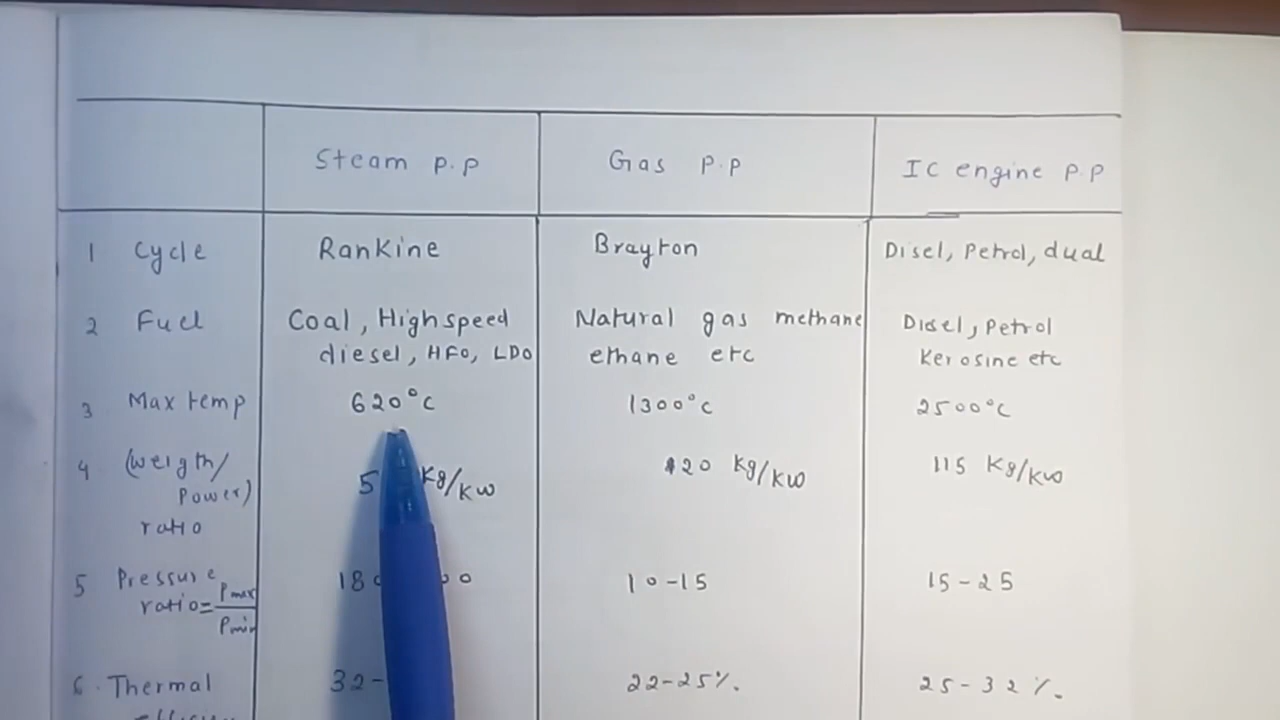 Steam P.P Gas P.P IC engine P.P
1 Cycle Rankine Brayton Disel, Petrol, dual
2 Fuel Coal, High speed Natural gas methane Disel, Petrol
diesel, HFO, LDO ethane etc Kerosine etc
3 Max temp 620°C 1300°C 2500°C
4 (Weigth/ Kg/Kw 20 Kg/Kw 115 Kg/Kw
Power)
ratio
5 Pressure 10-15 15-25
ratio= Pmax
Pmin
6. Thermal 32- 22-25%. 25-32%.